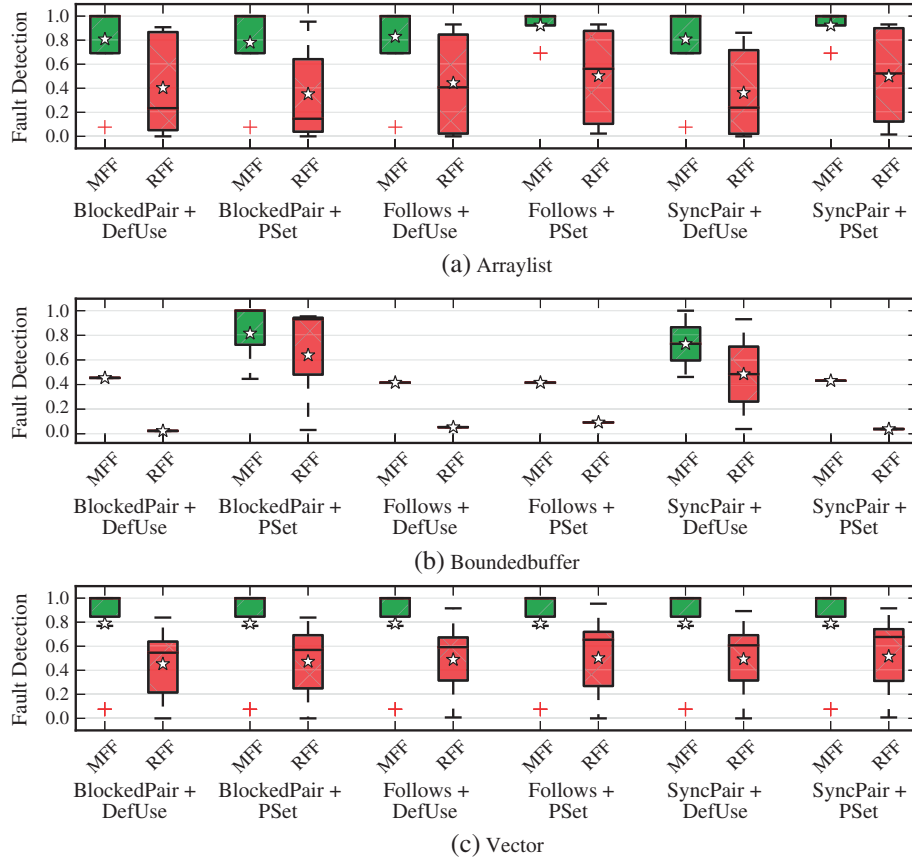 1.0
0.8
0.6
0.4
0.2
0.0
Fault Detection
MFF RFF MFF RFF MFF RFF MFF RFF MFF RFF MFF RFF
BlockedPair + BlockedPair + Follows + Follows + SyncPair + SyncPair +
DefUse PSet DefUse PSet DefUse PSet
(a) Arraylist
1.0
0.8
0.6
0.4
0.2
0.0
Fault Detection
MFF RFF MFF RFF MFF RFF MFF RFF MFF RFF MFF RFF
BlockedPair + BlockedPair + Follows + Follows + SyncPair + SyncPair +
DefUse PSet DefUse PSet DefUse PSet
(b) Boundedbuffer
1.0
0.8
0.6
0.4
0.2
0.0
Fault Detection
MFF RFF MFF RFF MFF RFF MFF RFF MFF RFF MFF RFF
BlockedPair + BlockedPair + Follows + Follows + SyncPair + SyncPair +
DefUse PSet DefUse PSet DefUse PSet
(c) Vector